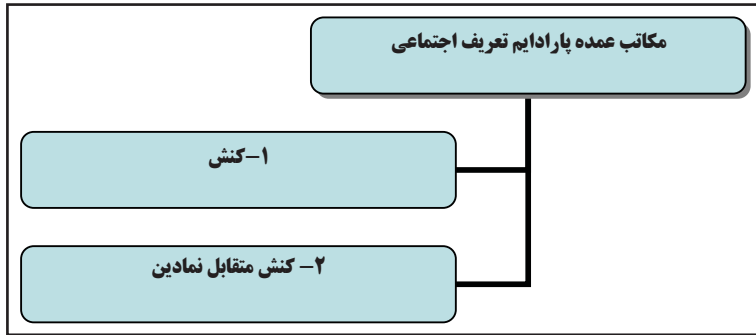 مکاتب عمده پارادایم تعریف اجتماعی
۱-کنش
۲- کنش متقابل نمادین